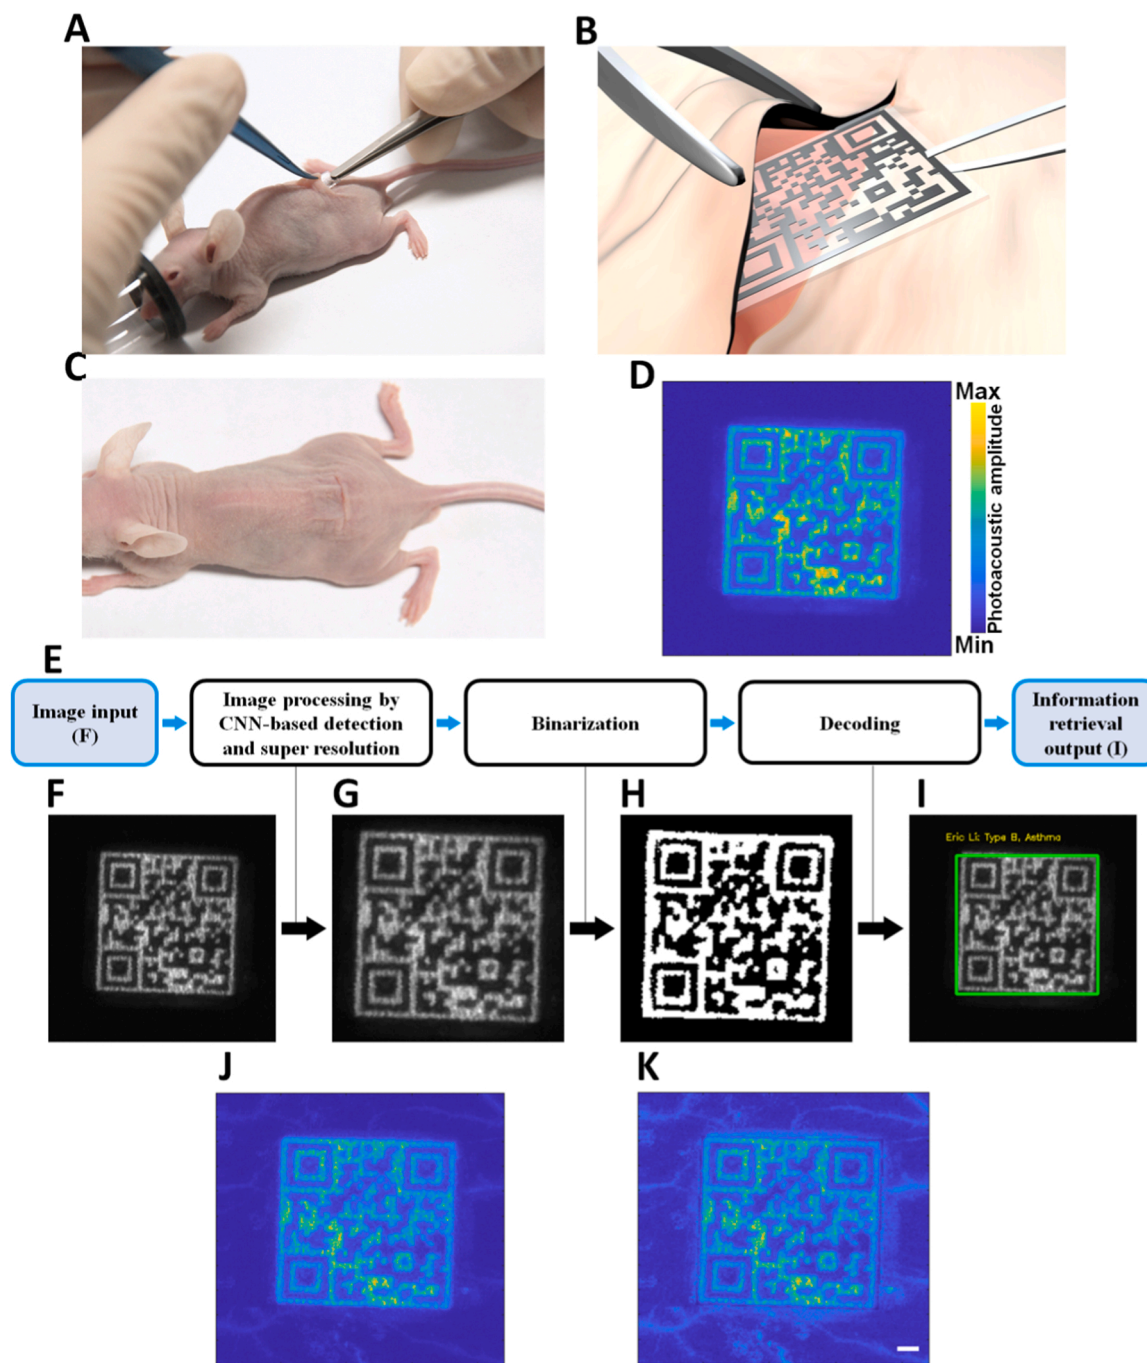 A
B
C
D
Max
Photoacoustic amplitude
Min
E
Image input
(F)
Image processing by
CNN-based detection
and super resolution
Binarization
Decoding
Information
retrieval
output (I)
F
G
H
I
Eric Li: Type B, Asthma
J
K